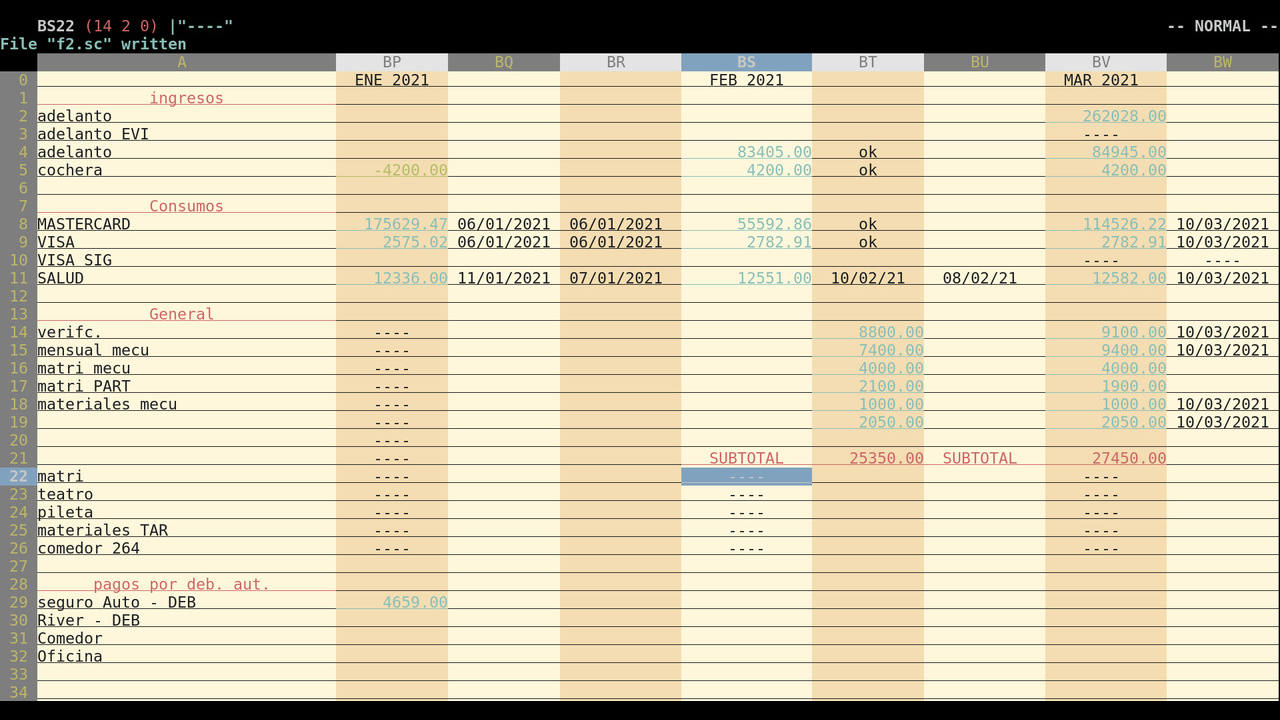 BS22 (14 2 0) |"----" -- NORMAL --
File "f2.sc" written
A BP BQ BR BS BT BU BV BW
0 ENE 2021 FEB 2021 MAR 2021
1 ingresos
2 adelanto 262028.00
3 adelanto EVI ----
4 adelanto 83405.00 ok 84945.00
5 cochera -4200.00 4200.00 ok 4200.00
6
7 Consumos
8 MASTERCARD 175629.47 06/01/2021 06/01/2021 55592.86 ok 114526.22 10/03/2021
9 VISA 2575.02 06/01/2021 06/01/2021 2782.91 ok 2782.91 10/03/2021
10 VISA SIG ---- ----
11 SALUD 12336.00 11/01/2021 07/01/2021 12551.00 10/02/21 08/02/21 12582.00 10/03/2021
12
13 General
14 verifc. ---- 8800.00 9100.00 10/03/2021
15 mensual mecu ---- 7400.00 9400.00 10/03/2021
16 matri mecu ---- 4000.00 4000.00
17 matri PART ---- 2100.00 1900.00
18 materiales mecu ---- 1000.00 1000.00 10/03/2021
19 ---- 2050.00 2050.00 10/03/2021
20 ----
21 ---- SUBTOTAL 25350.00 SUBTOTAL 27450.00
22 matri ---- ---- ----
23 teatro ---- ---- ----
24 pileta ---- ---- ----
25 materiales TAR ---- ---- ----
26 comedor 264 ---- ---- ----
27
28 pagos por deb. aut.
29 seguro Auto - DEB 4659.00
30 River - DEB
31 Comedor
32 Oficina
33
34